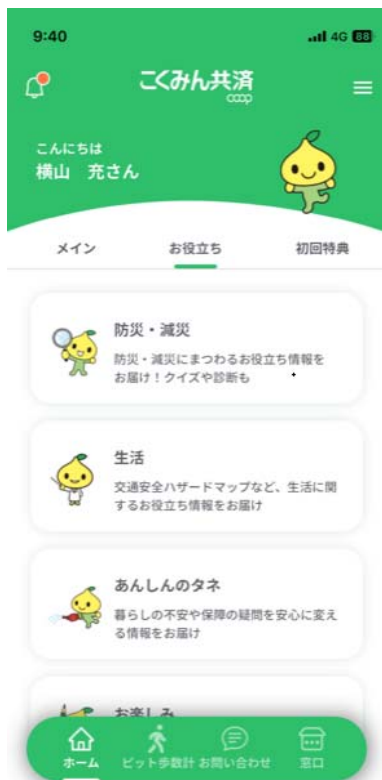 9:40
4G 88
こくみん共済
coop
こんにちは
横山 充さん
メイン
お役立ち
初回特典
防災・減災
防災・減災にまつわるお役立ち情報を
お届け!クイズや診断も
生活
交通安全ハザードマップなど、生活に関
するお役立ち情報をお届け
あんしんのタネ
暮らしの不安や保障の疑問を安心に変え
る情報をお届け
お楽しみ
ホーム
ピット歩数計
お問い合わせ
窓口